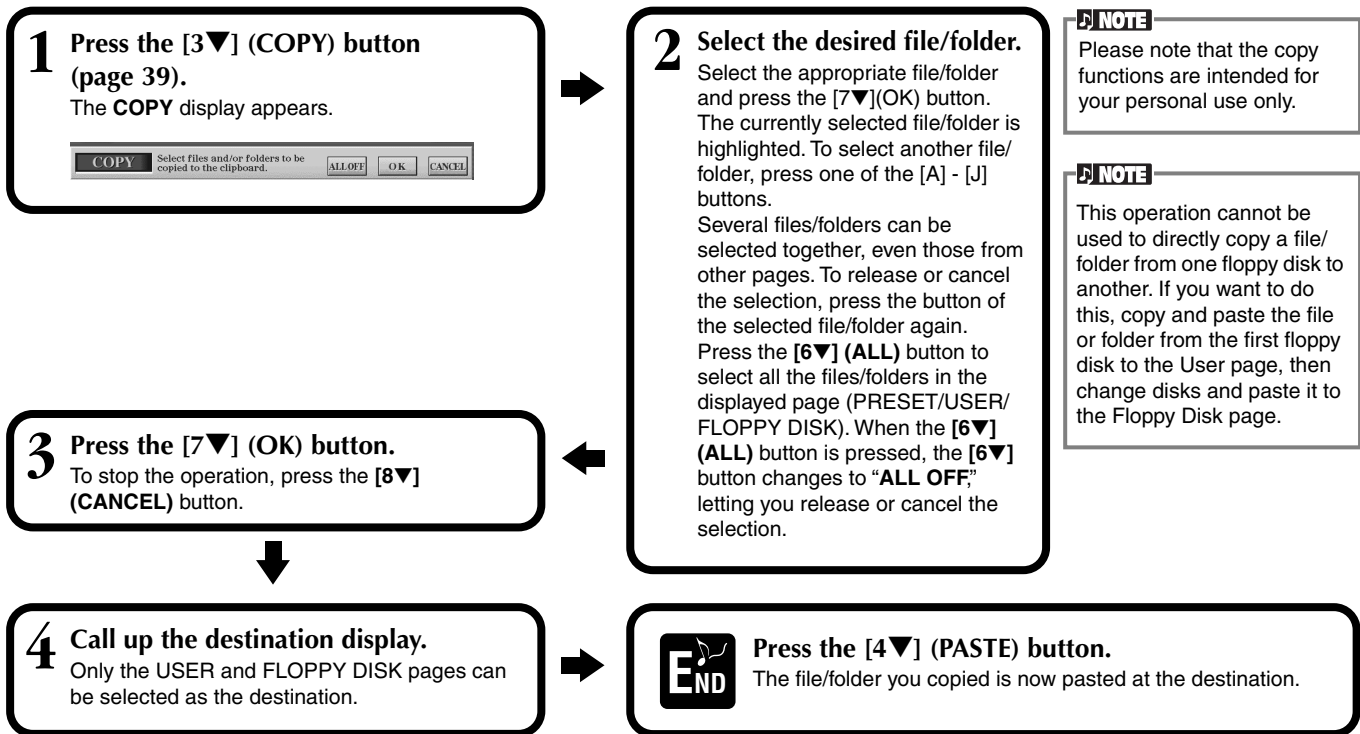 1 Press the [3▼] (COPY) button
(page 39).
The COPY display appears.
COPY Select files and/or folders to be
copied to the clipboard. ALL OFF OK CANCEL
2 Select the desired file/folder.
Select the appropriate file/folder
and press the [7▼](OK) button.
The currently selected file/folder is
highlighted. To select another file/
folder, press one of the [A] - [J]
buttons.
Several files/folders can be
selected together, even those from
other pages. To release or cancel
the selection, press the button of
the selected file/folder again.
Press the [6▼] (ALL) button to
select all the files/folders in the
displayed page (PRESET/USER/
FLOPPY DISK). When the [6▼]
(ALL) button is pressed, the [6▼]
button changes to “ALL OFF,”
letting you release or cancel the
selection.
NOTE
Please note that the copy
functions are intended for
your personal use only.
NOTE
This operation cannot be
used to directly copy a file/
folder from one floppy disk to
another. If you want to do
this, copy and paste the file
or folder from the first floppy
disk to the User page, then
change disks and paste it to
the Floppy Disk page.
3 Press the [7▼] (OK) button.
To stop the operation, press the [8▼]
(CANCEL) button.
4 Call up the destination display.
Only the USER and FLOPPY DISK pages can
be selected as the destination.
END
Press the [4▼] (PASTE) button.
The file/folder you copied is now pasted at the destination.